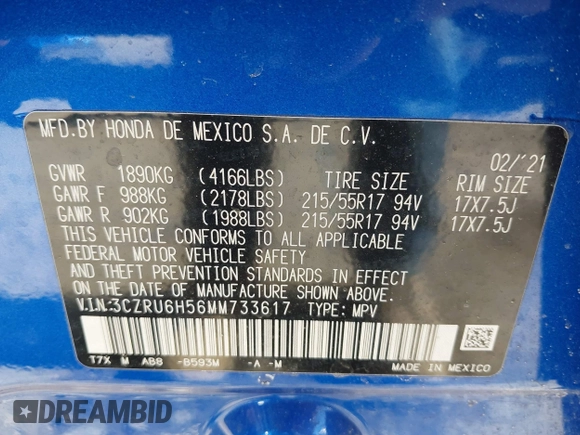 MFD.BY HONDA DE MEXICO S.A. DE C.V.
02/'21
GVWR 1890KG (4166LBS) TIRE SIZE RIM SIZE
GAWR F 988KG (2178LBS) 215/55R17 94V 17X7.5J
GAWR R 902KG (1988LBS) 215/55R17 94V 17X7.5J
THIS VEHICLE CONFORMS TO ALL APPLICABLE
FEDERAL MOTOR VEHICLE SAFETY
AND THEFT PREVENTION STANDARDS IN EFFECT
ON THE DATE OF MANUFACTURE SHOWN ABOVE.
V.I.N:3CZRU6H56MM733617 TYPE: MPV
T7X M AB8 -B593M -A -M
MADE IN MEXICO
DREAMBID